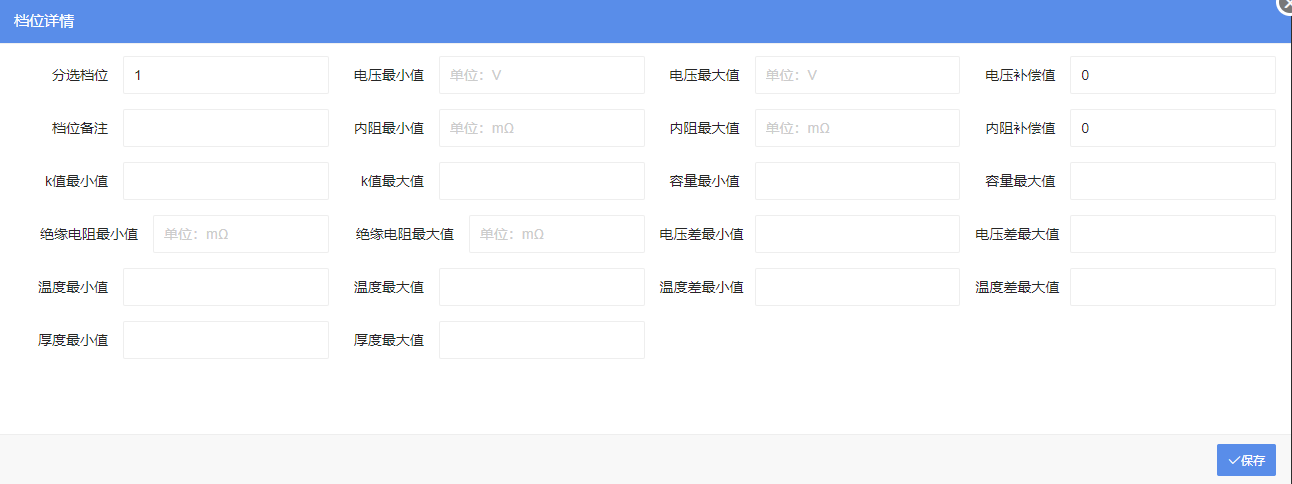 档位详情
分选档位 1 电压最小值 单位：V 电压最大值 单位：V 电压补偿值 0
档位备注 内阻最小值 单位：mΩ 内阻最大值 单位：mΩ 内阻补偿值 0
k值最小值 k值最大值 容量最小值 容量最大值
绝缘电阻最小值 单位：mΩ 绝缘电阻最大值 单位：mΩ 电压差最小值 电压差最大值
温度最小值 温度最大值 温度差最小值 温度差最大值
厚度最小值 厚度最大值
保存